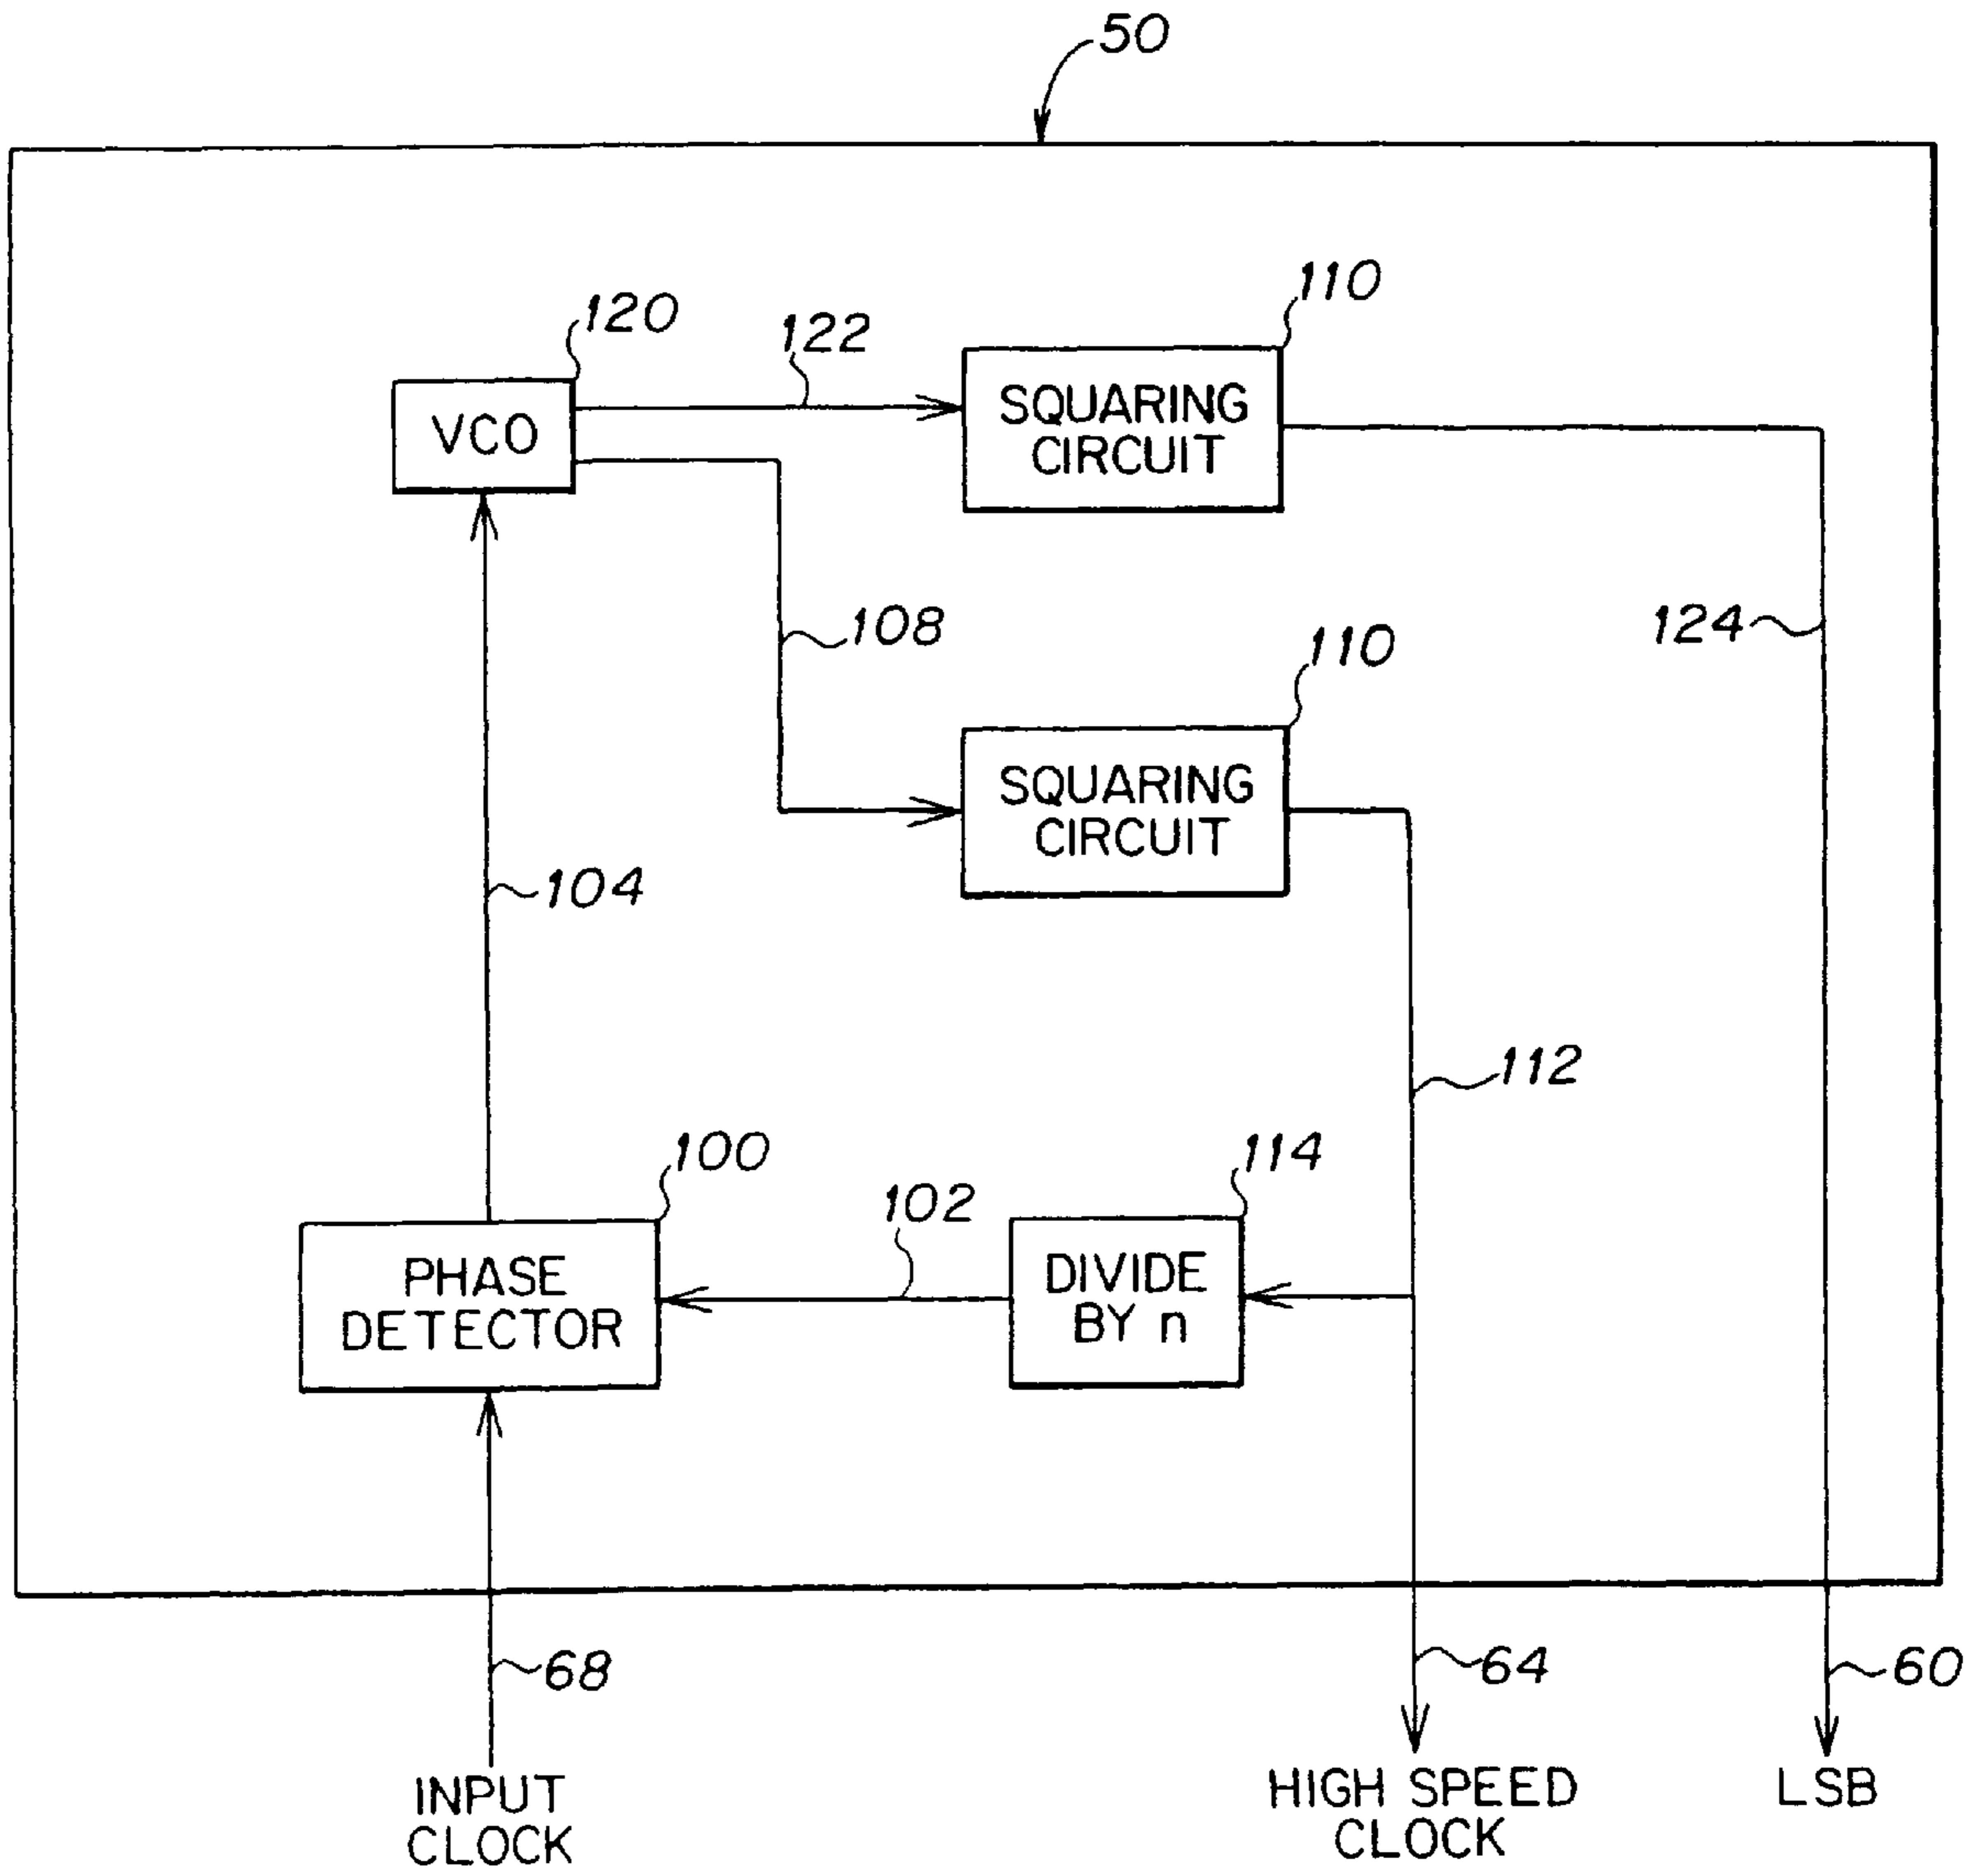 50
110
120
122
SQUARING
CIRCUIT
VCO
108
124
110
SQUARING
CIRCUIT
104
112
100
114
102
PHASE
DETECTOR
DIVIDE
BY n
68
64
60
INPUT
CLOCK
HIGH SPEED
CLOCK
LSB